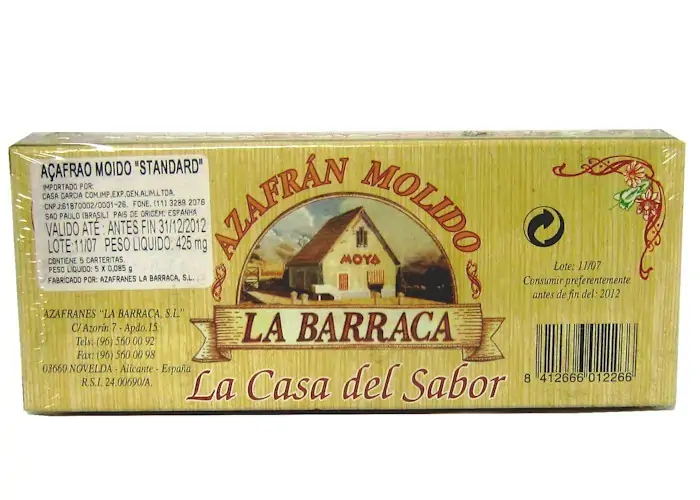 AÇAFRAO MOIDO "STANDARD"
IMPORTADO POR:
CASA GARCIA COM.IMP.EXP.GEN.ALIM.LTDA.
CNPJ:61870002/0001-26, FONE, (11) 3289 2076
SAO PAULO (BRASIL) PAIS DE ORIGEM: ESPANHA
VALIDO ATÉ : ANTES FIN 31/12/2012
LOTE:11/07 PESO LÌQUIDO: 425 mg
CONTIENE 5 CARTERITAS.
PESO LÍQUIDO: 5 X 0,085g
FABRICADO POR: AZAFRANES LA BARRACA, S.L.
AZAFRANES "LA BARRACA, S.L."
C/ Azorín 7 - Apdo.15.
Tels: (96) 560 00 92
Fax: (96) 560 00 98
03660 NOVELDA - Alicante - España
R.S.I. 24.00690/A.
AZAFRÁN MOLIDO
MOYA
LA BARRACA
La Casa del Sabor
Lote: 11/07
Consumir preferentemente
antes de fin del: 2012
8 412666 012266